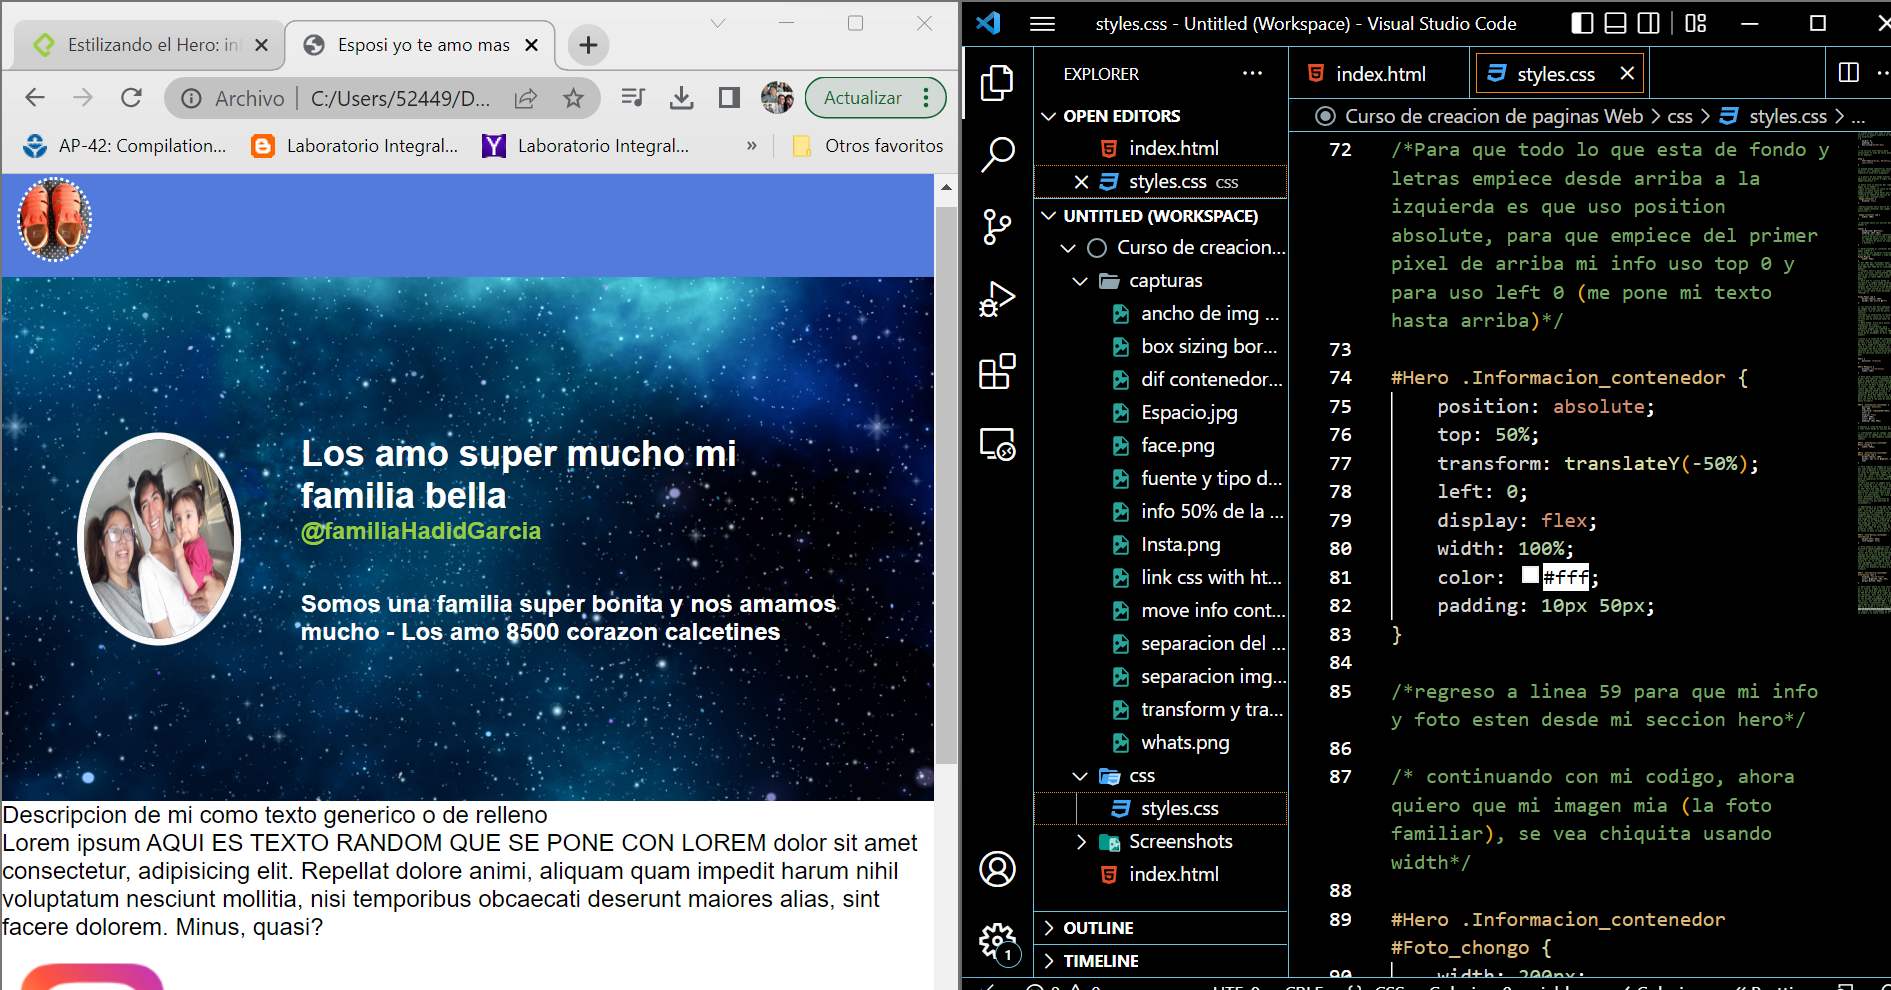 Estilizando el Hero: in
Esposi yo te amo mas
Archivo
C:/Users/52449/D...
Actualizar
AP-42: Compilation...
Laboratorio Integral...
Laboratorio Integral...
»
Otros favoritos
Los amo super mucho mi
familia bella
@familiaHadidGarcia
Somos una familia super bonita y nos amamos
mucho - Los amo 8500 corazon calcetines
Descripcion de mi como texto generico o de relleno
Lorem ipsum AQUI ES TEXTO RANDOM QUE SE PONE CON LOREM dolor sit amet
consectetur, adipisicing elit. Repellat dolore animi, aliquam quam impedit harum nihil
voluptatum nesciunt mollitia, nisi temporibus obcaecati deserunt maiores alias, sint
facere dolorem. Minus, quasi?
styles.css - Untitled (Workspace) - Visual Studio Code
EXPLORER
OPEN EDITORS
index.html
styles.css css
UNTITLED (WORKSPACE)
Curso de creacion...
capturas
ancho de img ...
box sizing bor...
dif contenedor...
Espacio.jpg
face.png
fuente y tipo d...
info 50% de la ...
Insta.png
link css with ht...
move info cont...
separacion del ...
separacion img...
transform y tra...
whats.png
css
styles.css
Screenshots
index.html
OUTLINE
TIMELINE
1
index.html
styles.css
Curso de creacion de paginas Web > css > styles.css > ...
72 /*Para que todo lo que esta de fondo y
letras empiece desde arriba a la
izquierda es que uso position
absolute, para que empiece del primer
pixel de arriba mi info uso top 0 y
para uso left 0 (me pone mi texto
hasta arriba)*/
73
74 #Hero .Informacion_contenedor {
75 position: absolute;
76 top: 50%;
77 transform: translateY(-50%);
78 left: 0;
79 display: flex;
80 width: 100%;
81 color: #fff;
82 padding: 10px 50px;
83 }
84
85 /*regreso a linea 59 para que mi info
y foto esten desde mi seccion hero*/
86
87 /* continuando con mi codigo, ahora
quiero que mi imagen mia (la foto
familiar), se vea chiquita usando
width*/
88
89 #Hero .Informacion_contenedor
#Foto_chongo {
90 width: 200px;